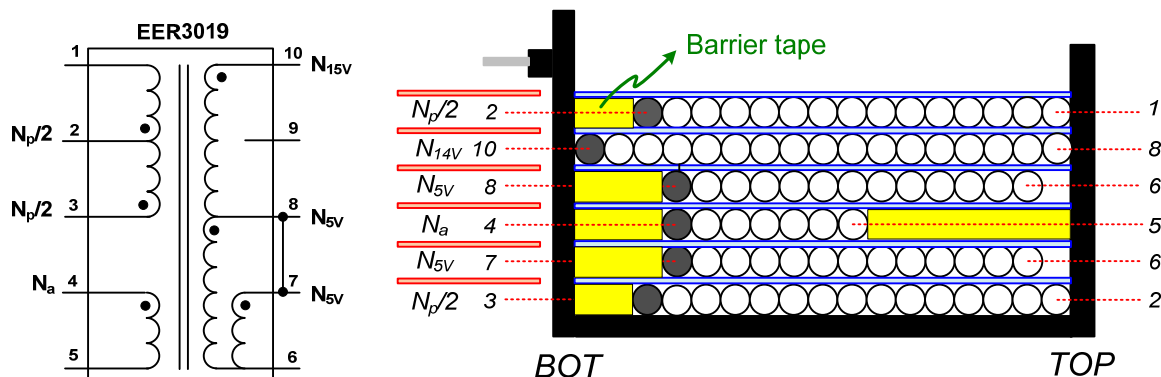 EER3019
1
10
N15V
Np/2
2
9
Np/2
3
8
N5V
Na
4
7
N5V
5
6
Barrier tape
Np/2 2 1
N14V 10 8
N5V 8 6
Na 4 5
N5V 7 6
Np/2 3 2
BOT TOP